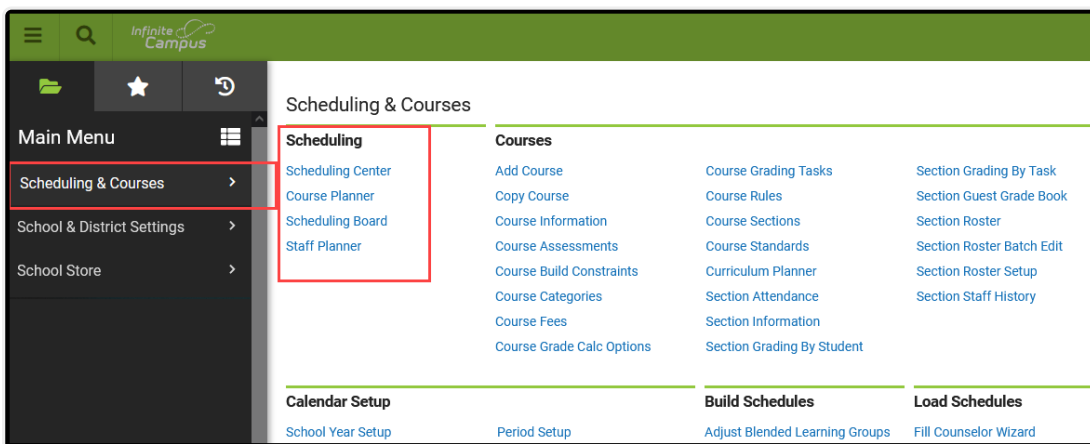 Infinite
Campus
Main Menu
Scheduling & Courses
School & District Settings
School Store
Scheduling & Courses
Scheduling
Scheduling Center
Course Planner
Scheduling Board
Staff Planner
Courses
Add Course
Copy Course
Course Information
Course Assessments
Course Build Constraints
Course Categories
Course Fees
Course Grade Calc Options
Course Grading Tasks
Course Rules
Course Sections
Course Standards
Curriculum Planner
Section Attendance
Section Information
Section Grading By Student
Section Grading By Task
Section Guest Grade Book
Section Roster
Section Roster Batch Edit
Section Roster Setup
Section Staff History
Calendar Setup
School Year Setup
Period Setup
Build Schedules
Adjust Blended Learning Groups
Load Schedules
Fill Counselor Wizard